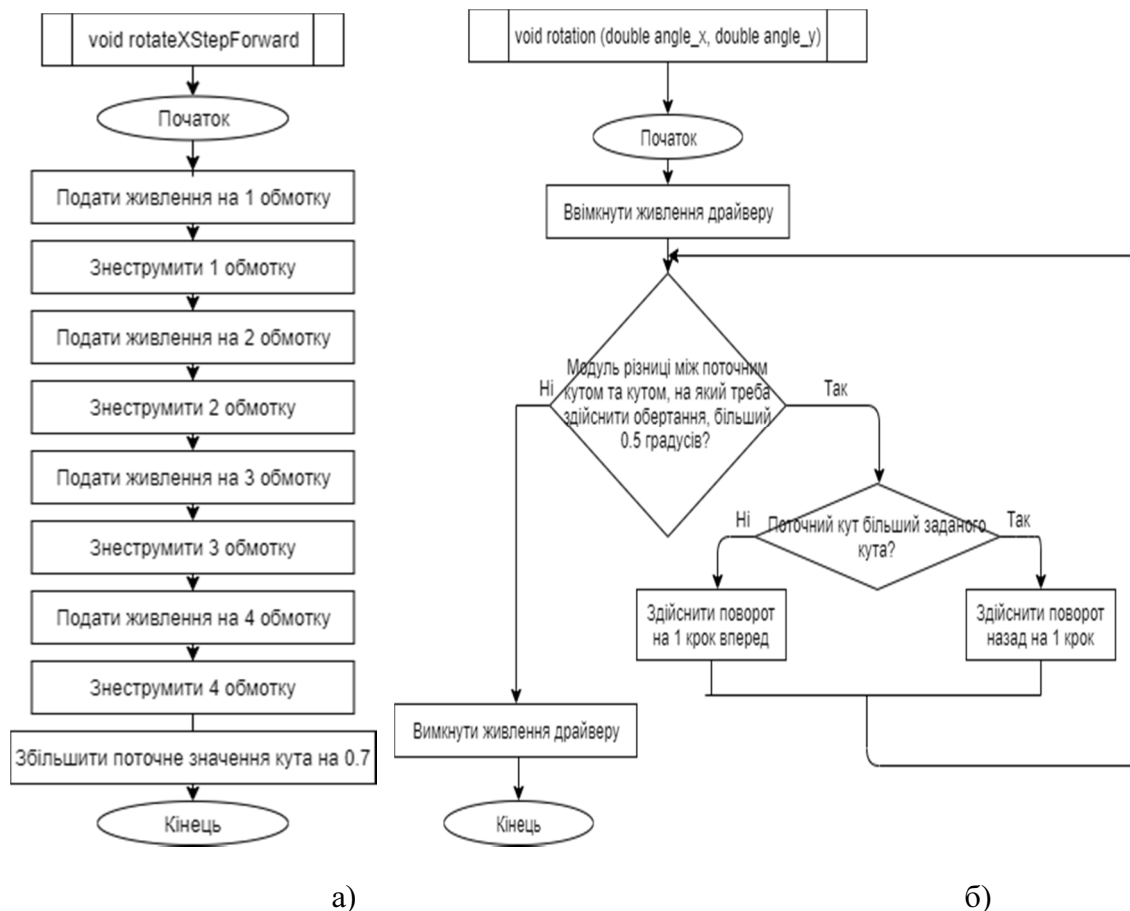 void rotateXStepForward
Початок
Подати живлення на 1 обмотку
Знеструмити 1 обмотку
Подати живлення на 2 обмотку
Знеструмити 2 обмотку
Подати живлення на 3 обмотку
Знеструмити 3 обмотку
Подати живлення на 4 обмотку
Знеструмити 4 обмотку
Збільшити поточне значення кута на 0.7
Кінець
а)
void rotation (double angle_x, double angle_y)
Початок
Ввімкнути живлення драйверу
Модуль різниці між поточним
кутом та кутом, на який треба
здійснити обертання, більший
0.5 градусів?
Ні
Так
Поточний кут більший заданого
кута?
Ні
Так
Здійснити поворот
на 1 крок вперед
Здійснити поворот
назад на 1 крок
Вимкнути живлення драйверу
Кінець
б)